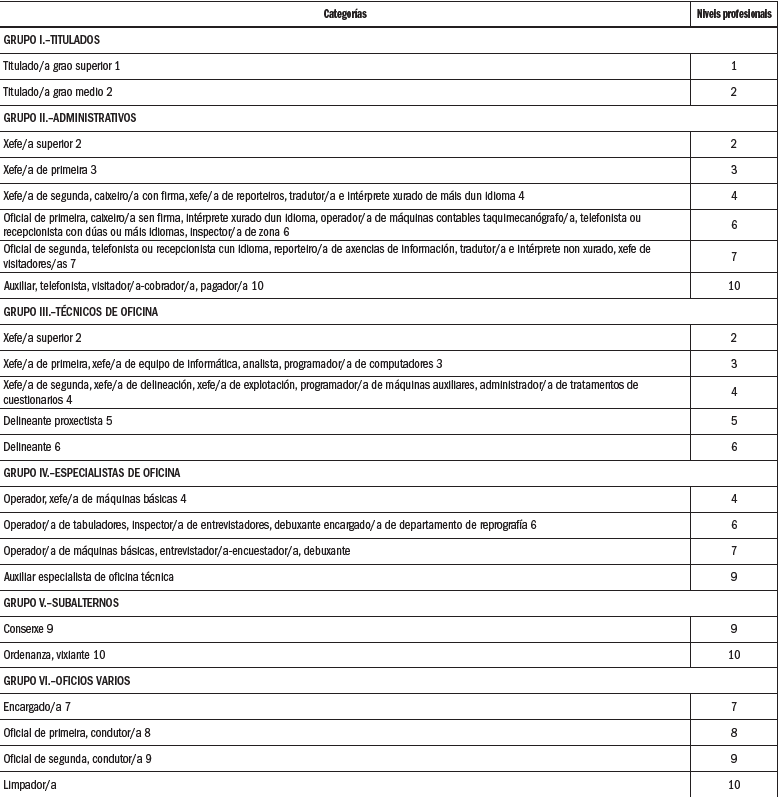 Categorías Niveis profesionais
GRUPO I.–TITULADOS
Titulado/a grao superior 1 1
Titulado/a grao medio 2 2
GRUPO II.–ADMINISTRATIVOS
Xefe/a superior 2 2
Xefe/a de primeira 3 3
Xefe/a de segunda, caixeiro/a con firma, xefe/a de reporteiros, tradutor/a e intérprete xurado de máis dun idioma 4 4
Oficial de primeira, caixeiro/a sen firma, intérprete xurado dun idioma, operador/a de máquinas contables taquimecanógrafo/a, telefonista ou
recepcionista con dúas ou máis idiomas, inspector/a de zona 6 6
Oficial de segunda, telefonista ou recepcionista cun idioma, reporteiro/a de axencias de información, tradutor/a e intérprete non xurado, xefe de
visitadores/as 7 7
Auxiliar, telefonista, visitador/a-cobrador/a, pagador/a 10 10
GRUPO III.–TÉCNICOS DE OFICINA
Xefe/a superior 2 2
Xefe/a de primeira, xefe/a de equipo de informática, analista, programador/a de computadores 3 3
Xefe/a de segunda, xefe/a de delineación, xefe/a de explotación, programador/a de máquinas auxiliares, administrador/a de tratamentos de
cuestionarios 4 4
Delineante proxectista 5 5
Delineante 6 6
GRUPO IV.–ESPECIALISTAS DE OFICINA
Operador, xefe/a de máquinas básicas 4 4
Operador/a de tabuladores, inspector/a de entrevistadores, debuxante encargado/a de departamento de reprografía 6 6
Operador/a de máquinas básicas, entrevistador/a-encuestador/a, debuxante 7
Auxiliar especialista de oficina técnica 9
GRUPO V.–SUBALTERNOS
Conserxe 9 9
Ordenanza, vixiante 10 10
GRUPO VI.–OFICIOS VARIOS
Encargado/a 7 7
Oficial de primeira, condutor/a 8 8
Oficial de segunda, condutor/a 9 9
Limpador/a 10